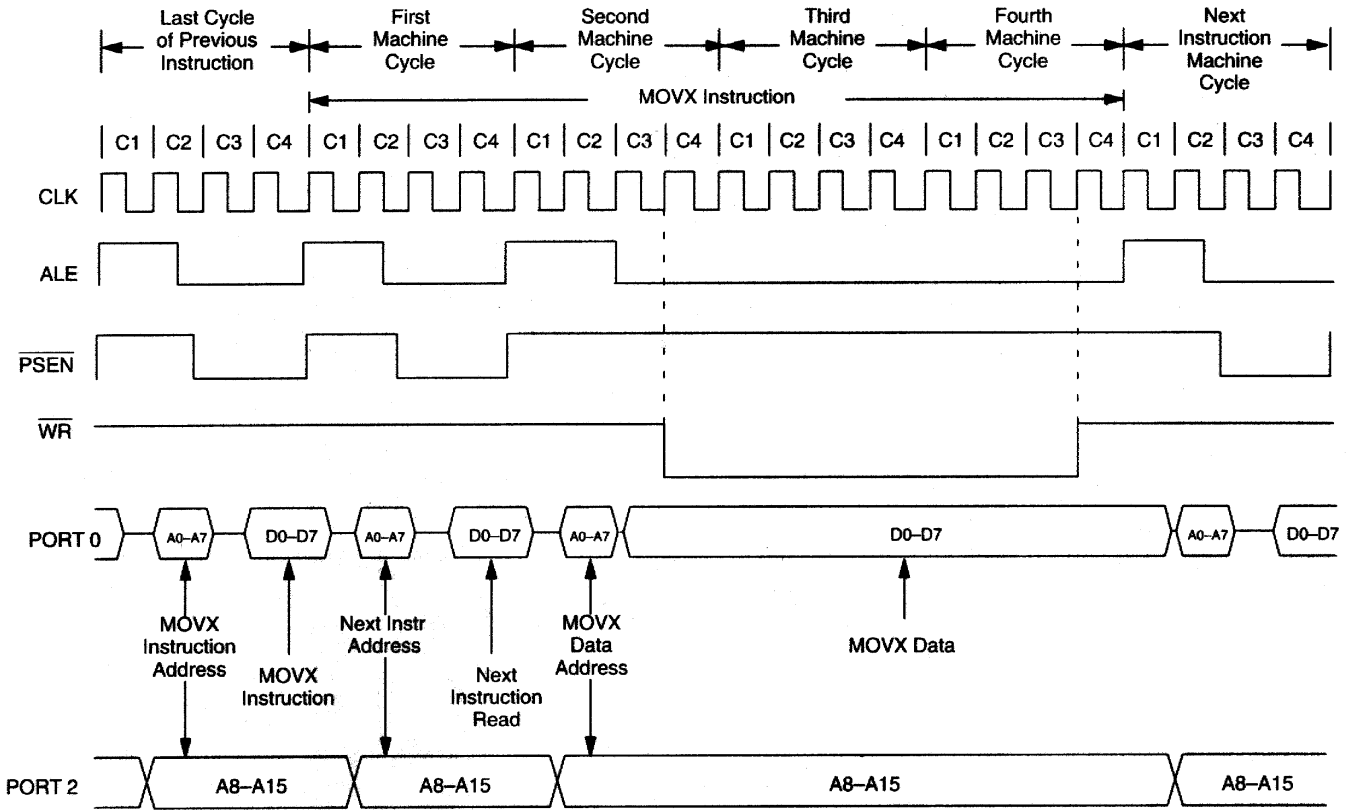 Last Cycle
of Previous
Instruction
First
Machine
Cycle
Second
Machine
Cycle
Third
Machine
Cycle
Fourth
Machine
Cycle
Next
Instruction
Machine
Cycle
MOVX Instruction
C1 C2 C3 C4 C1 C2 C3 C4 C1 C2 C3 C4 C1 C2 C3 C4 C1 C2 C3 C4 C1 C2 C3 C4
CLK
ALE
PSEN
WR
PORT 0 A0–A7 D0–D7 A0–A7 D0–D7 A0–A7 D0–D7 A0–A7 D0–D7
MOVX
Instruction
Address
MOVX
Instruction
Next Instr
Address
Next
Instruction
Read
MOVX
Data
Address
MOVX Data
PORT 2 A8–A15 A8–A15 A8–A15 A8–A15